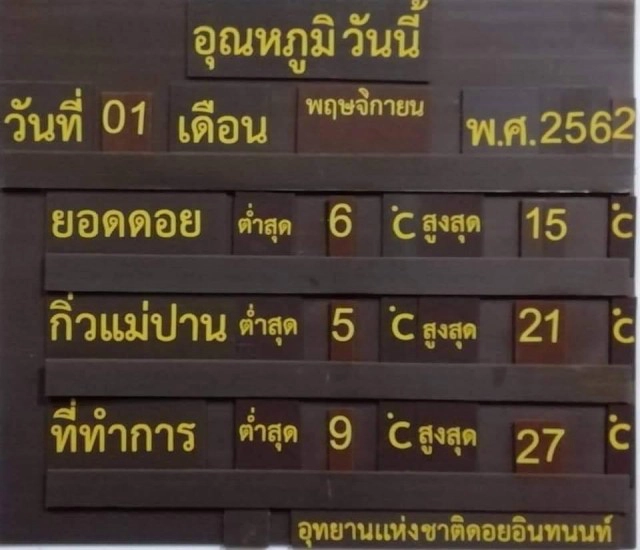 อุณหภูมิ วันนี้
วันที่ 01 เดือน พฤษจิกายน พ.ศ. 2562
ยอดดอย ต่ำสุด 6 °C สูงสุด 15 °C
กิ่วแม่ปาน ต่ำสุด 5 °C สูงสุด 21 °C
ที่ทำการ ต่ำสุด 9 °C สูงสุด 27 °C
อุทยานแห่งชาติดอยอินทนนท์